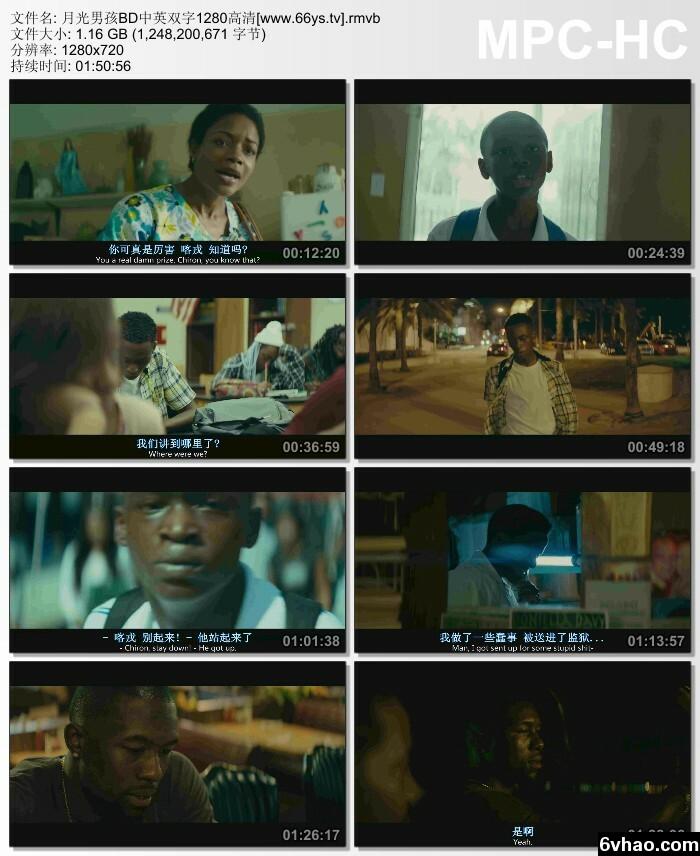 文件名: 月光男孩BD中英双字1280高清[www.66ys.tv].rmvb
MPC-HC
文件大小: 1.16 GB (1,248,200,671 字节)
分辨率: 1280x720
持续时间: 01:50:56
你可真是厉害 喀戎 知道吗?
You a real damn prize, Chiron, you know that?
00:12:20
00:24:39
我们讲到哪里了?
Where were we?
00:36:59
00:49:18
- 喀戎 别起来! - 他站起来了
- Chiron, stay down! - He got up.
01:01:38
我做了一些蠢事 被送进了监狱...
Man, I got sent up for some stupid shit-
01:13:57
01:26:17
是啊
Yeah.
6vhao.com